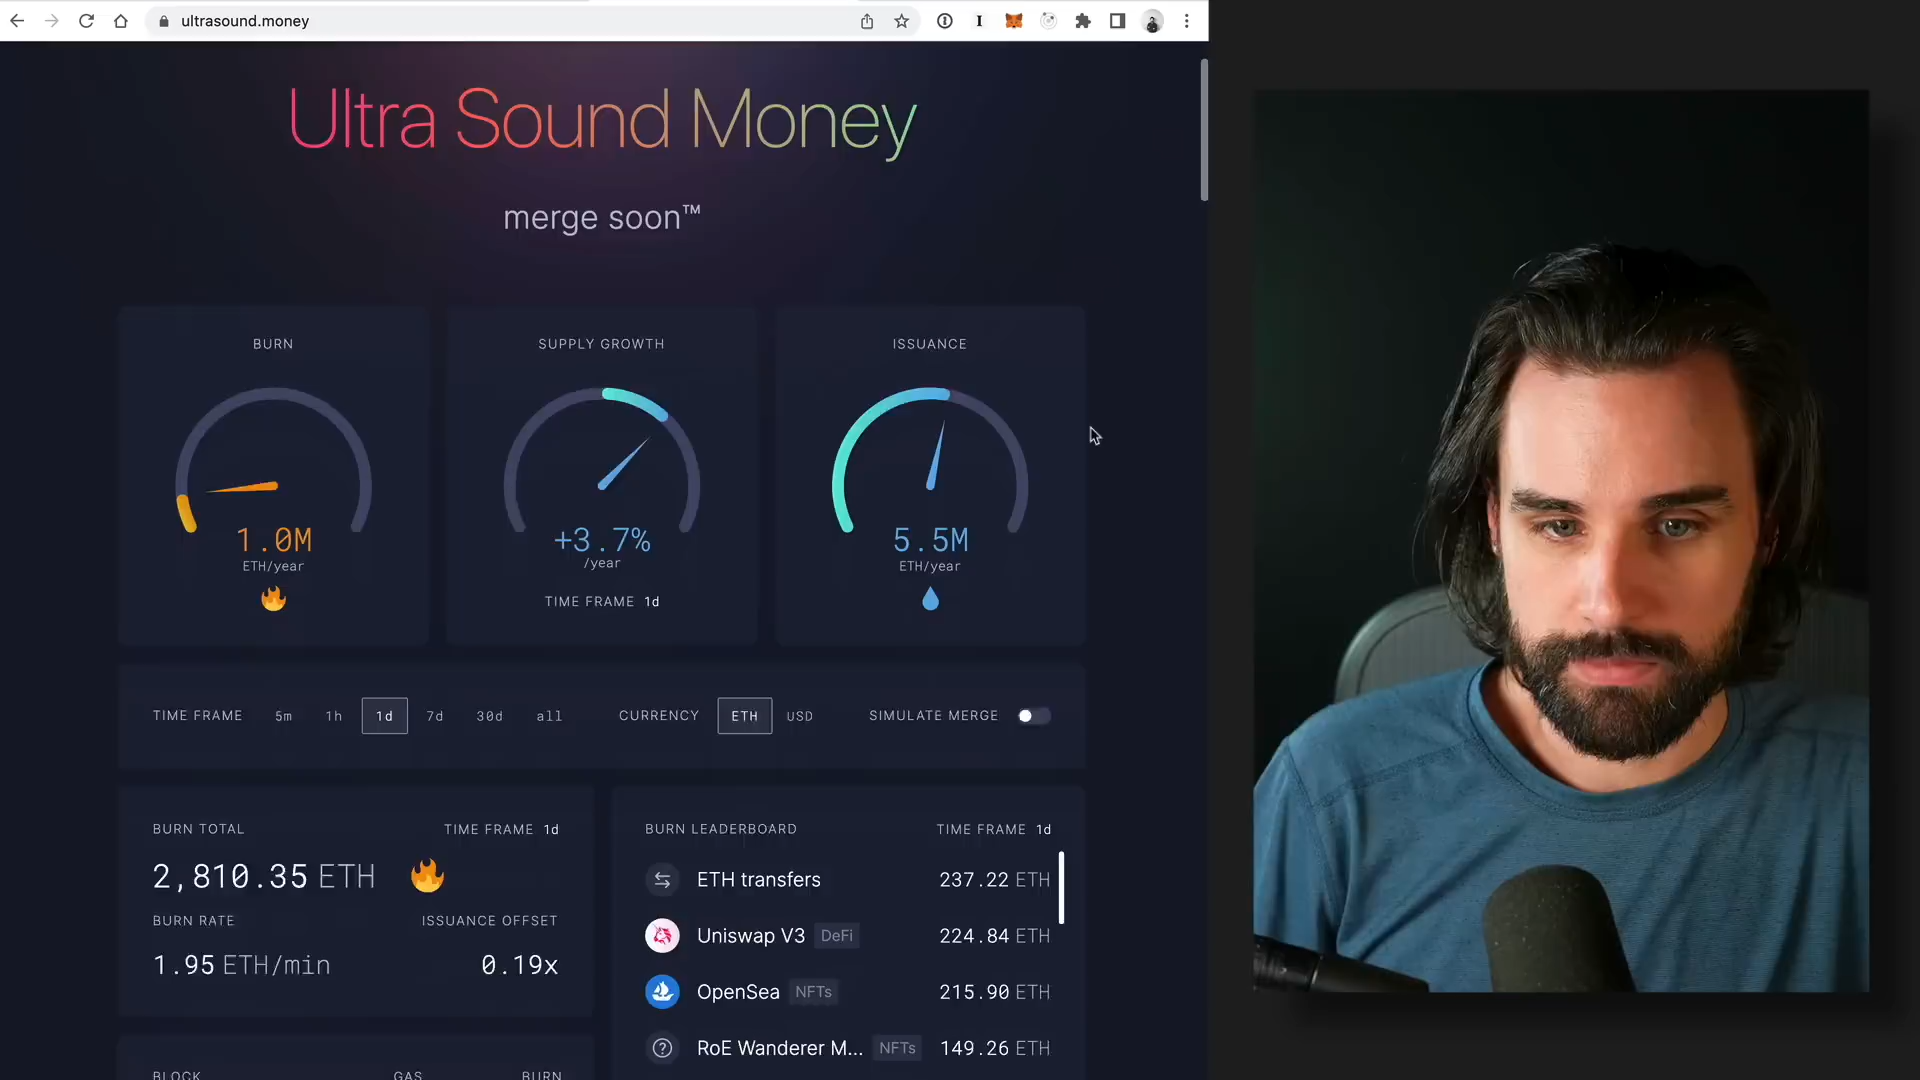 ultrasound.money
Ultra Sound Money
merge soon™
BURN
1.0M
ETH/year
SUPPLY GROWTH
+3.7%
/year
TIME FRAME 1d
ISSUANCE
5.5M
ETH/year
TIME FRAME 5m 1h 1d 7d 30d all CURRENCY ETH USD SIMULATE MERGE
BURN TOTAL TIME FRAME 1d
2,810.35 ETH
BURN RATE ISSUANCE OFFSET
1.95 ETH/min 0.19x
BURN LEADERBOARD TIME FRAME 1d
ETH transfers 237.22 ETH
Uniswap V3 DeFi 224.84 ETH
OpenSea NFTs 215.90 ETH
RoE Wanderer M... NFTs 149.26 ETH
BLOCK GAS BURN